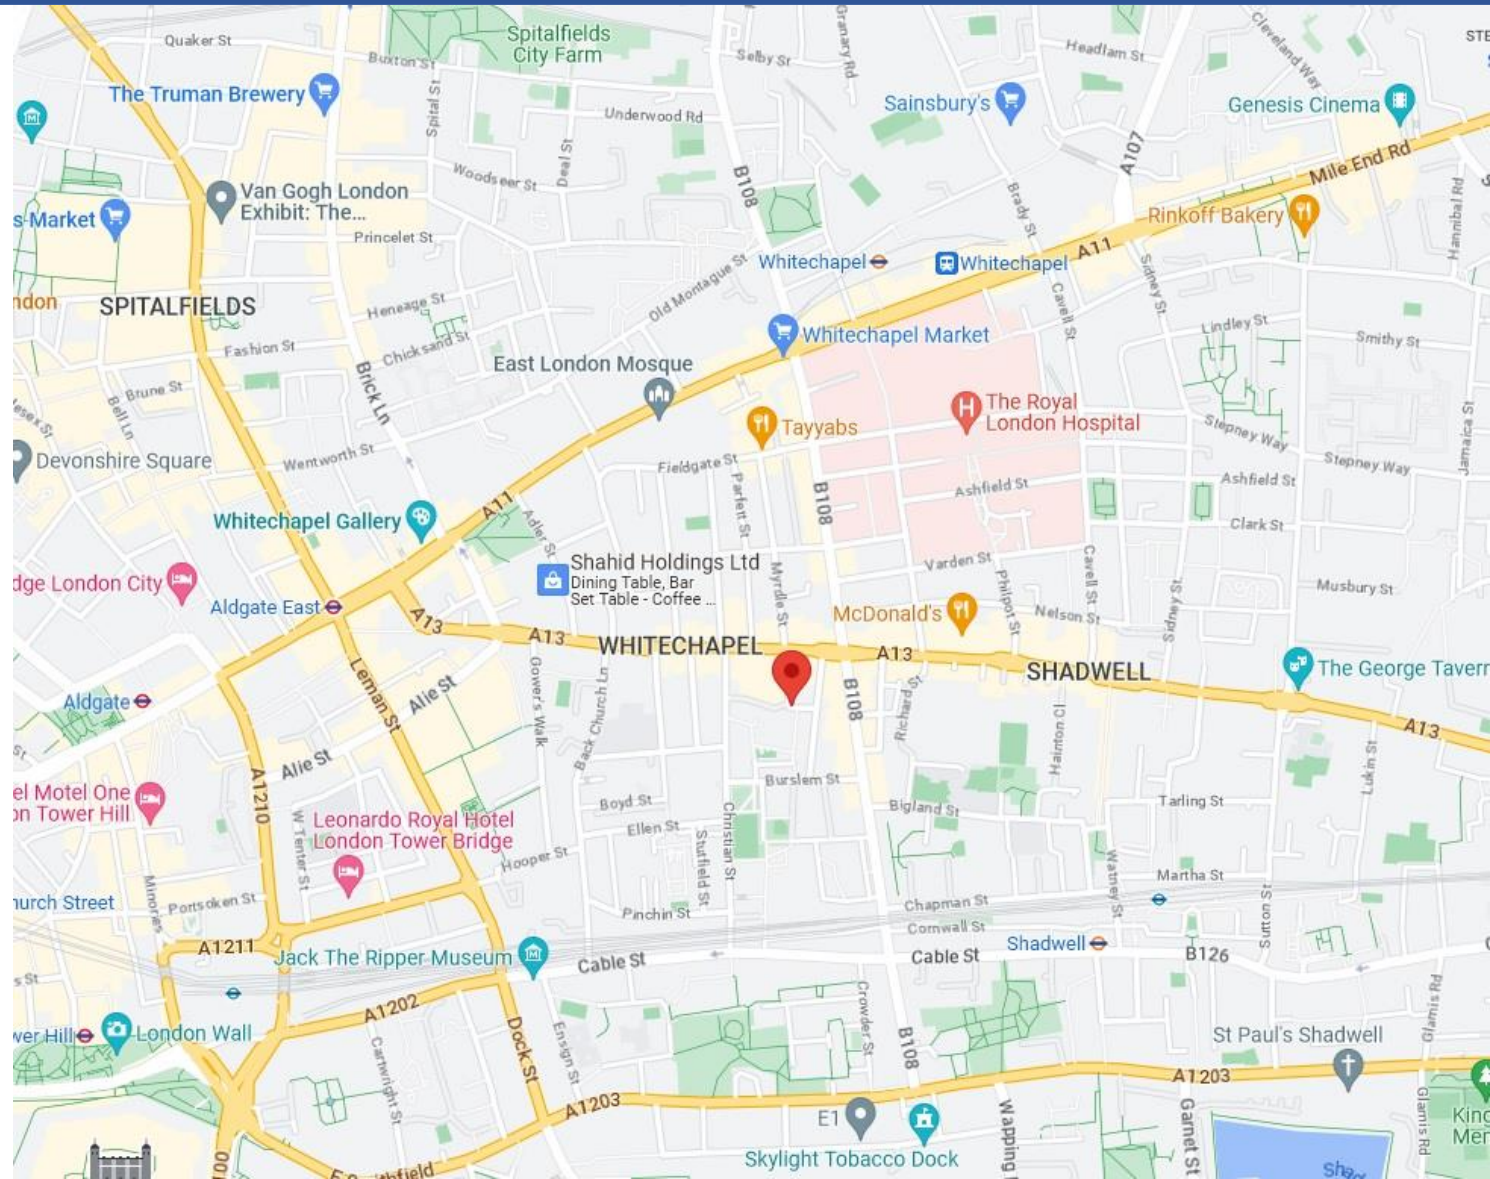 Quaker St
Buxton St
Spitalfields
City Farm
Selby St
Granary Rd
Headlam St
Cleveland Way
The Truman Brewery
Spital St
Underwood Rd
Sainsbury's
Genesis Cinema
A107
Mile End Rd
Woodseer St
Deal St
B108
Brady St
Hannibal Rd
Van Gogh London
Exhibit: The...
s Market
Princelet St
Rinkoff Bakery
Old Montague St
Whitechapel
Whitechapel
A11
Sidney St
Cavell St
ndon
SPITALFIELDS
Heneage St
Fashion St
Chicksand St
Brick Ln
Whitechapel Market
Lindley St
Smithy St
East London Mosque
Brune St
Bell Ln
Tayyabs
The Royal
London Hospital
Stepney Way
Stepney Way
Jamaica St
Devonshire Square
Wentworth St
Fieldgate St
Parfett St
B108
Ashfield St
Ashfield St
Clark St
A11
Whitechapel Gallery
Adler St
Shahid Holdings Ltd
Dining Table, Bar
Set Table - Coffee ...
Myrdle St
Varden St
Philpot St
Cavell St
Sidney St
Musbury St
dge London City
Aldgate East
A13
A13
WHITECHAPEL
McDonald's
Nelson St
A13
SHADWELL
The George Tavern
A13
Aldgate
Leman St
Alie St
Gower's Walk
Back Church Ln
B108
Richard St
Hainton Cl
Lukin St
Alie St
A1210
el Motel One
on Tower Hill
W Tenter St
Leonardo Royal Hotel
London Tower Bridge
Hooper St
Boyd St
Ellen St
Stutfield St
Christian St
Burslem St
Bigland St
Tarling St
Watney St
Martha St
Sutton St
hurch Street
Minories
Portsoken St
Pinchin St
Chapman St
Cornwall St
A1211
Jack The Ripper Museum
Cable St
Cable St
Shadwell
B126
s St
A1202
wer Hill
London Wall
Cartwright St
Dock St
Ensign St
Crowder St
B108
St Paul's Shadwell
Glamis Rd
A1203
A1203
E1
Skylight Tobacco Dock
Wapping
Garnet St
Glamis Rd
King
Mem
Shad